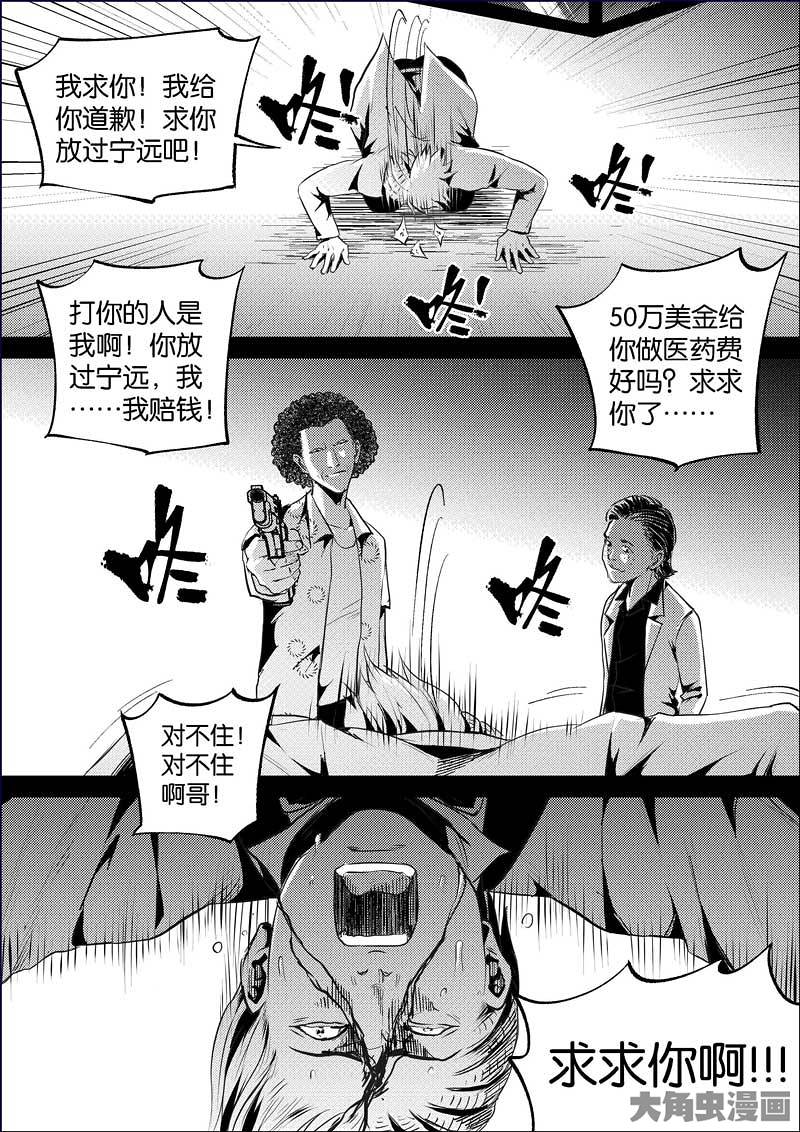 我求你！我给
你道歉！求你
放过宁远吧！
咚!
咚!
咚!
打你的人是
我啊！你放
过宁远，我
……我赔钱！
50万美金给
你做医药费
好吗？求求
你了……
咚!
咚!
对不住！
对不住
啊哥！
求求你啊!!!
大角虫漫画